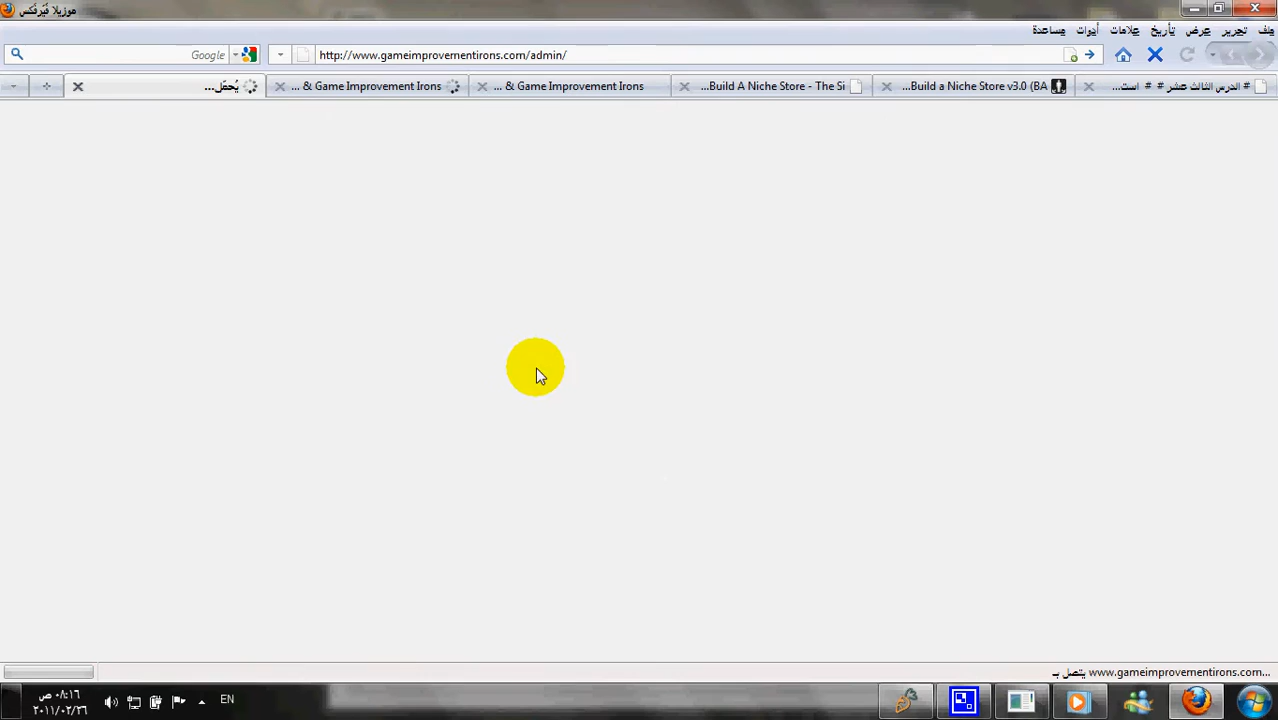 موزيلا فَيَرفُكس
ملف تحرير عرض تأريخ علامات أدوات مساعدة
http://www.gameimprovementirons.com/admin/
Google
# الدرس الثالث عشر # # است...
Build a Niche Store v3.0 (BA...
Build A Niche Store - The Si...
& Game Improvement Irons ...
& Game Improvement Irons ...
يُحمّل...
يتصل بـ www.gameimprovementirons.com...
EN
٠٨:١٦ ص
٢٠١١/٠٢/٢٦